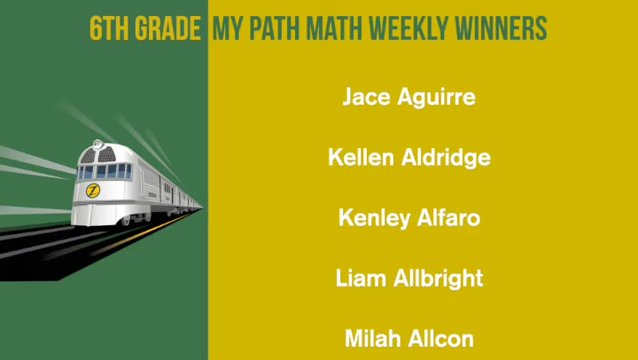 6TH GRADE MY PATH MATH WEEKLY WINNERS
Jace Aguirre
Kellen Aldridge
Kenley Alfaro
Liam Allbright
Milah Allcon
Z